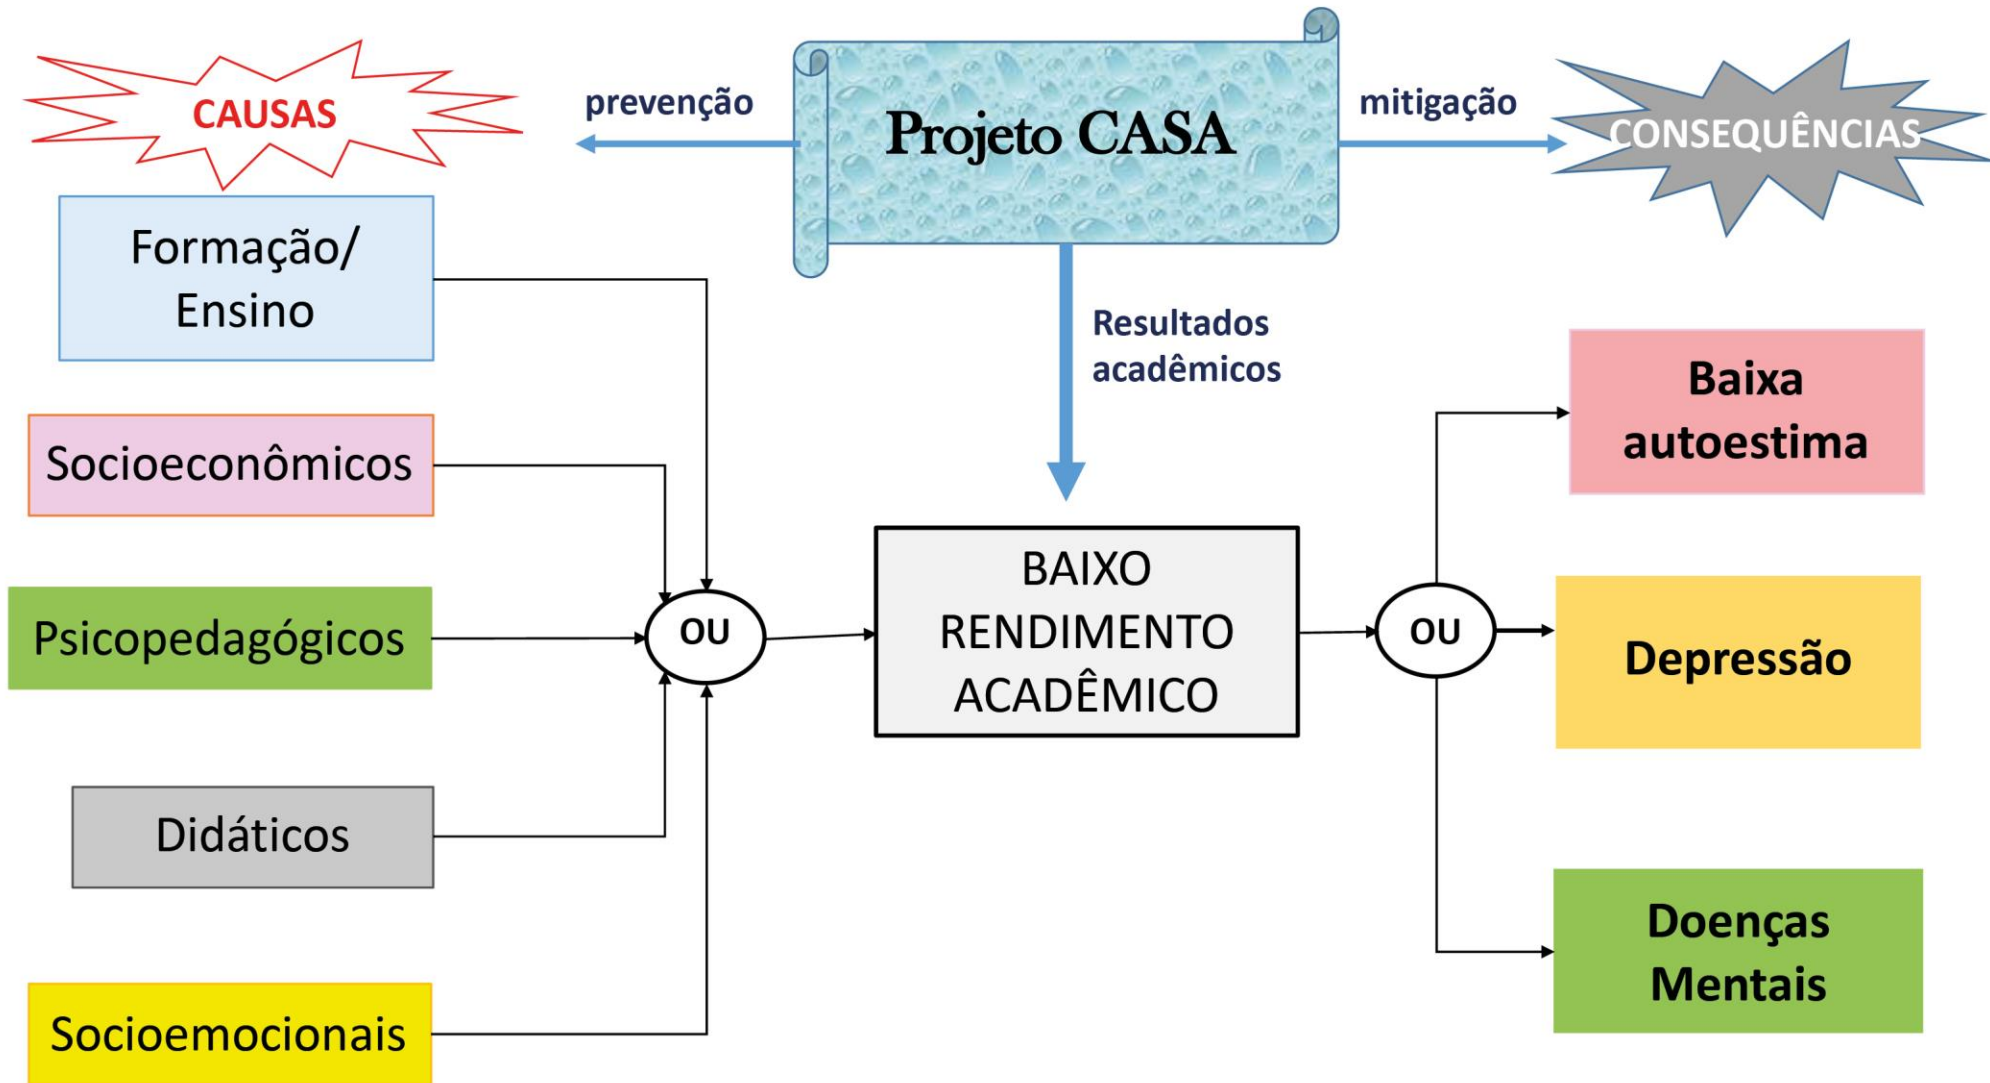 CAUSAS
prevenção
Projeto CASA
mitigação
CONSEQUÊNCIAS
Formação/
Ensino
Socioeconômicos
Psicopedagógicos
Didáticos
Socioemocionais
OU
Resultados
acadêmicos
BAIXO
RENDIMENTO
ACADÊMICO
OU
Baixa
autoestima
Depressão
Doenças
Mentais